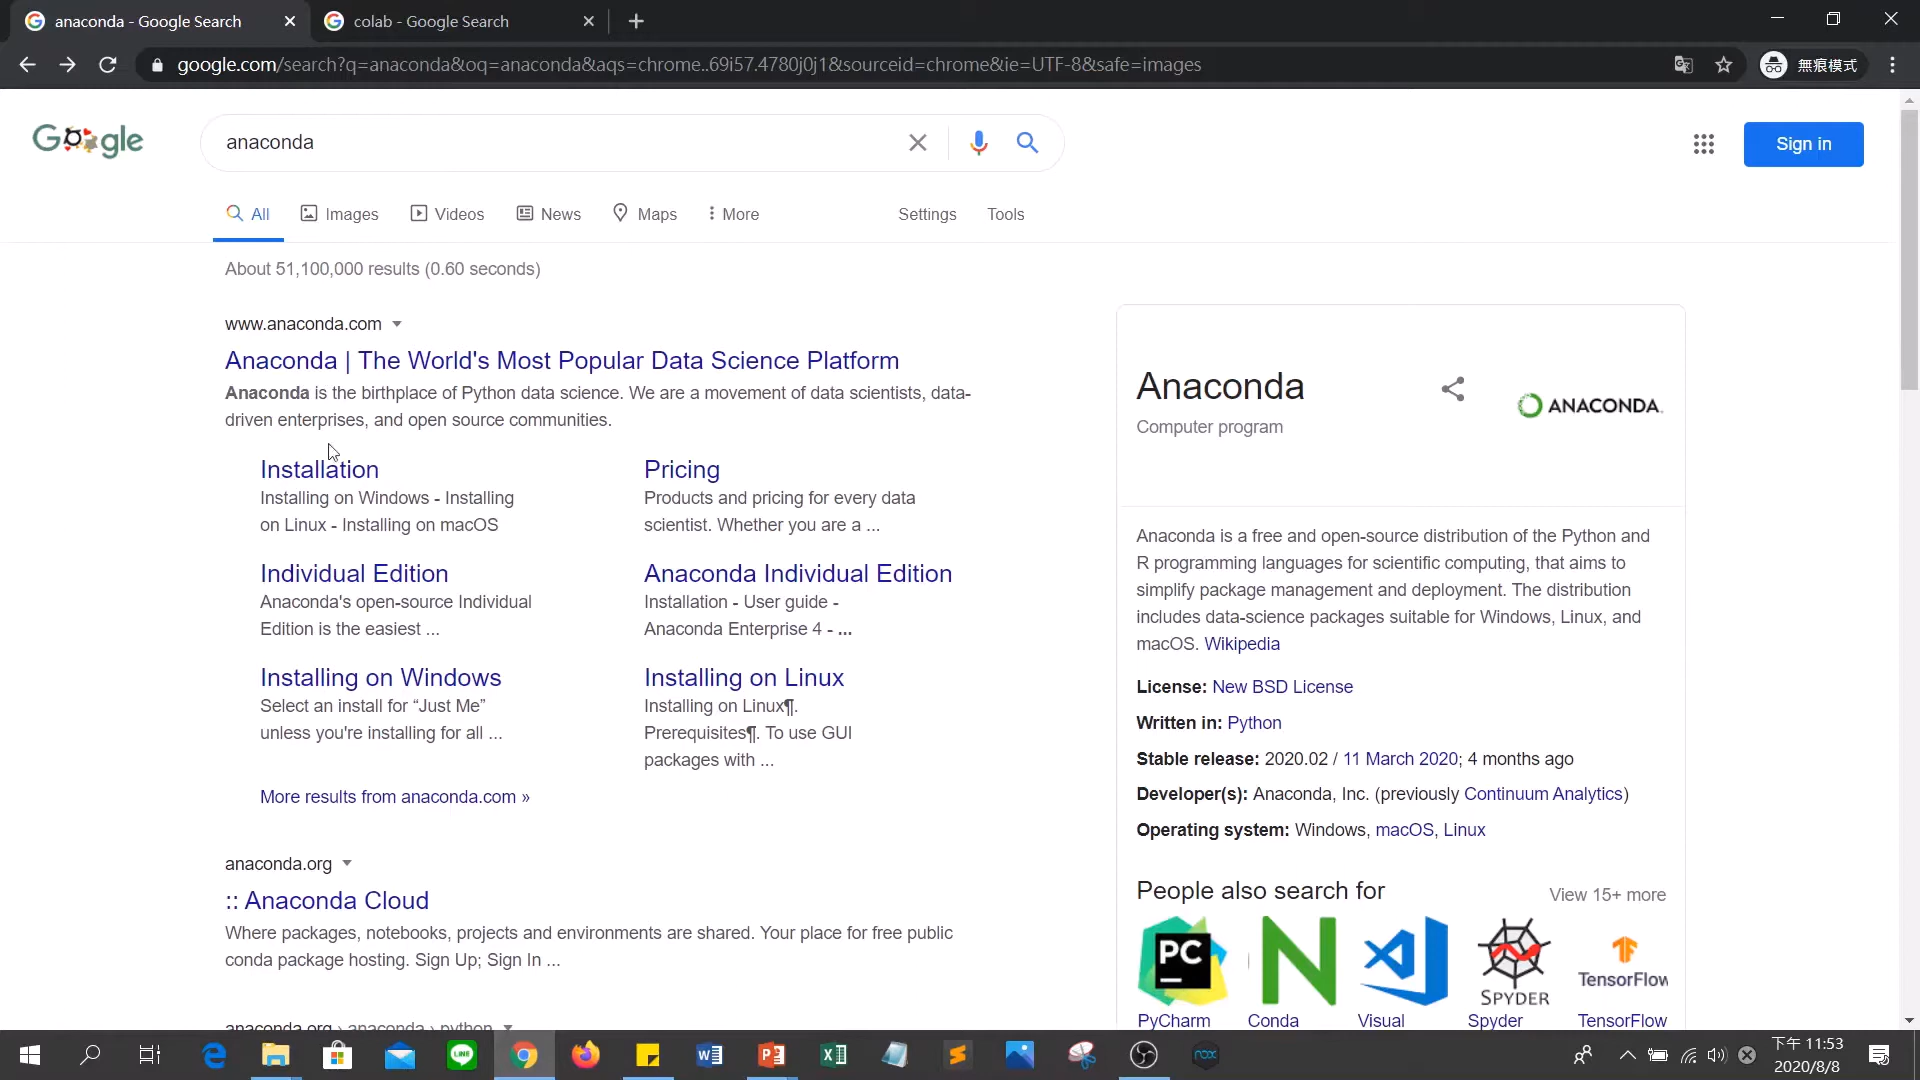 anaconda - Google Search
colab - Google Search
google.com/search?q=anaconda&oq=anaconda&aqs=chrome..69i57.4780j0j1&sourceid=chrome&ie=UTF-8&safe=images
無痕模式
Google
anaconda
Sign in
All
Images
Videos
News
Maps
More
Settings
Tools
About 51,100,000 results (0.60 seconds)
www.anaconda.com
Anaconda | The World's Most Popular Data Science Platform
Anaconda is the birthplace of Python data science. We are a movement of data scientists, data-
driven enterprises, and open source communities.
Installation
Installing on Windows - Installing
on Linux - Installing on macOS
Pricing
Products and pricing for every data
scientist. Whether you are a ...
Individual Edition
Anaconda's open-source Individual
Edition is the easiest ...
Anaconda Individual Edition
Installation - User guide -
Anaconda Enterprise 4 - ...
Installing on Windows
Select an install for “Just Me”
unless you're installing for all ...
Installing on Linux
Installing on Linux¶.
Prerequisites¶. To use GUI
packages with ...
More results from anaconda.com »
anaconda.org
:: Anaconda Cloud
Where packages, notebooks, projects and environments are shared. Your place for free public
conda package hosting. Sign Up; Sign In ...
anaconda.org › anaconda › python
Anaconda
Computer program
ANACONDA.
Anaconda is a free and open-source distribution of the Python and
R programming languages for scientific computing, that aims to
simplify package management and deployment. The distribution
includes data-science packages suitable for Windows, Linux, and
macOS. Wikipedia
License: New BSD License
Written in: Python
Stable release: 2020.02 / 11 March 2020; 4 months ago
Developer(s): Anaconda, Inc. (previously Continuum Analytics)
Operating system: Windows, macOS, Linux
People also search for
View 15+ more
PC
SPYDER
TensorFlow
PyCharm
Conda
Visual
Spyder
TensorFlow
LINE
nox
下午 11:53
2020/8/8